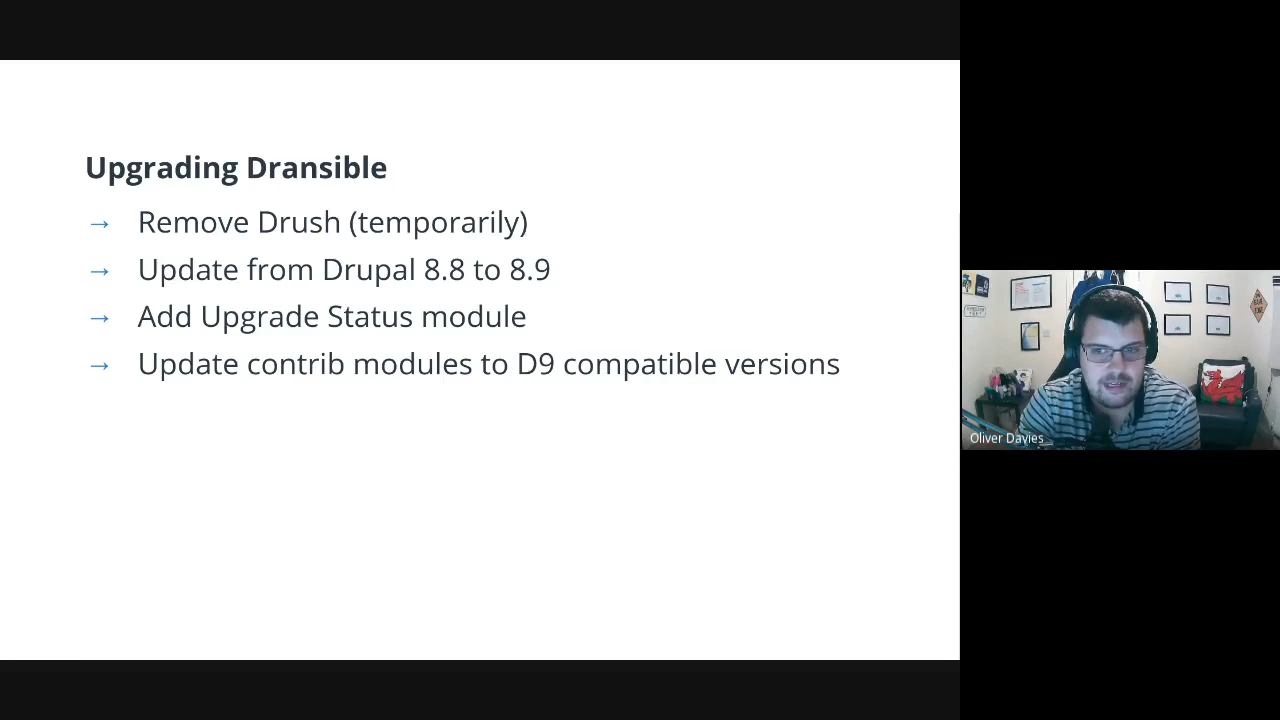 Upgrading Dransible
→ Remove Drush (temporarily)
→ Update from Drupal 8.8 to 8.9
→ Add Upgrade Status module
→ Update contrib modules to D9 compatible versions
Oliver Davies